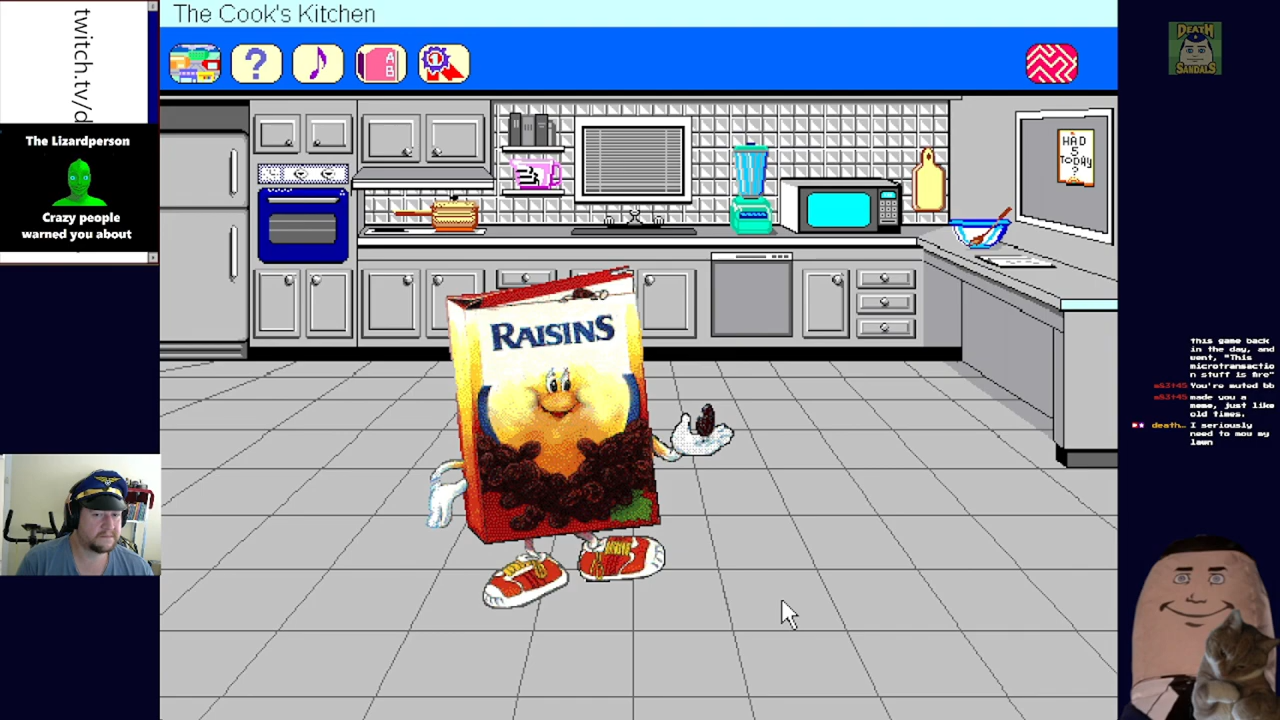 The Cook's Kitchen
twitch.tv/d
?
A
B
1
DEATH
SANDALS
The Lizardperson
Crazy people
warned you about
HAD
5
TODAY
?
RAISINS
this game back
in the day, and
went, "This
microtransactio
n stuff is fire"
You're muted bb
made you a
meme, just like
old times.
death… I seriously
need to mow my
lawn